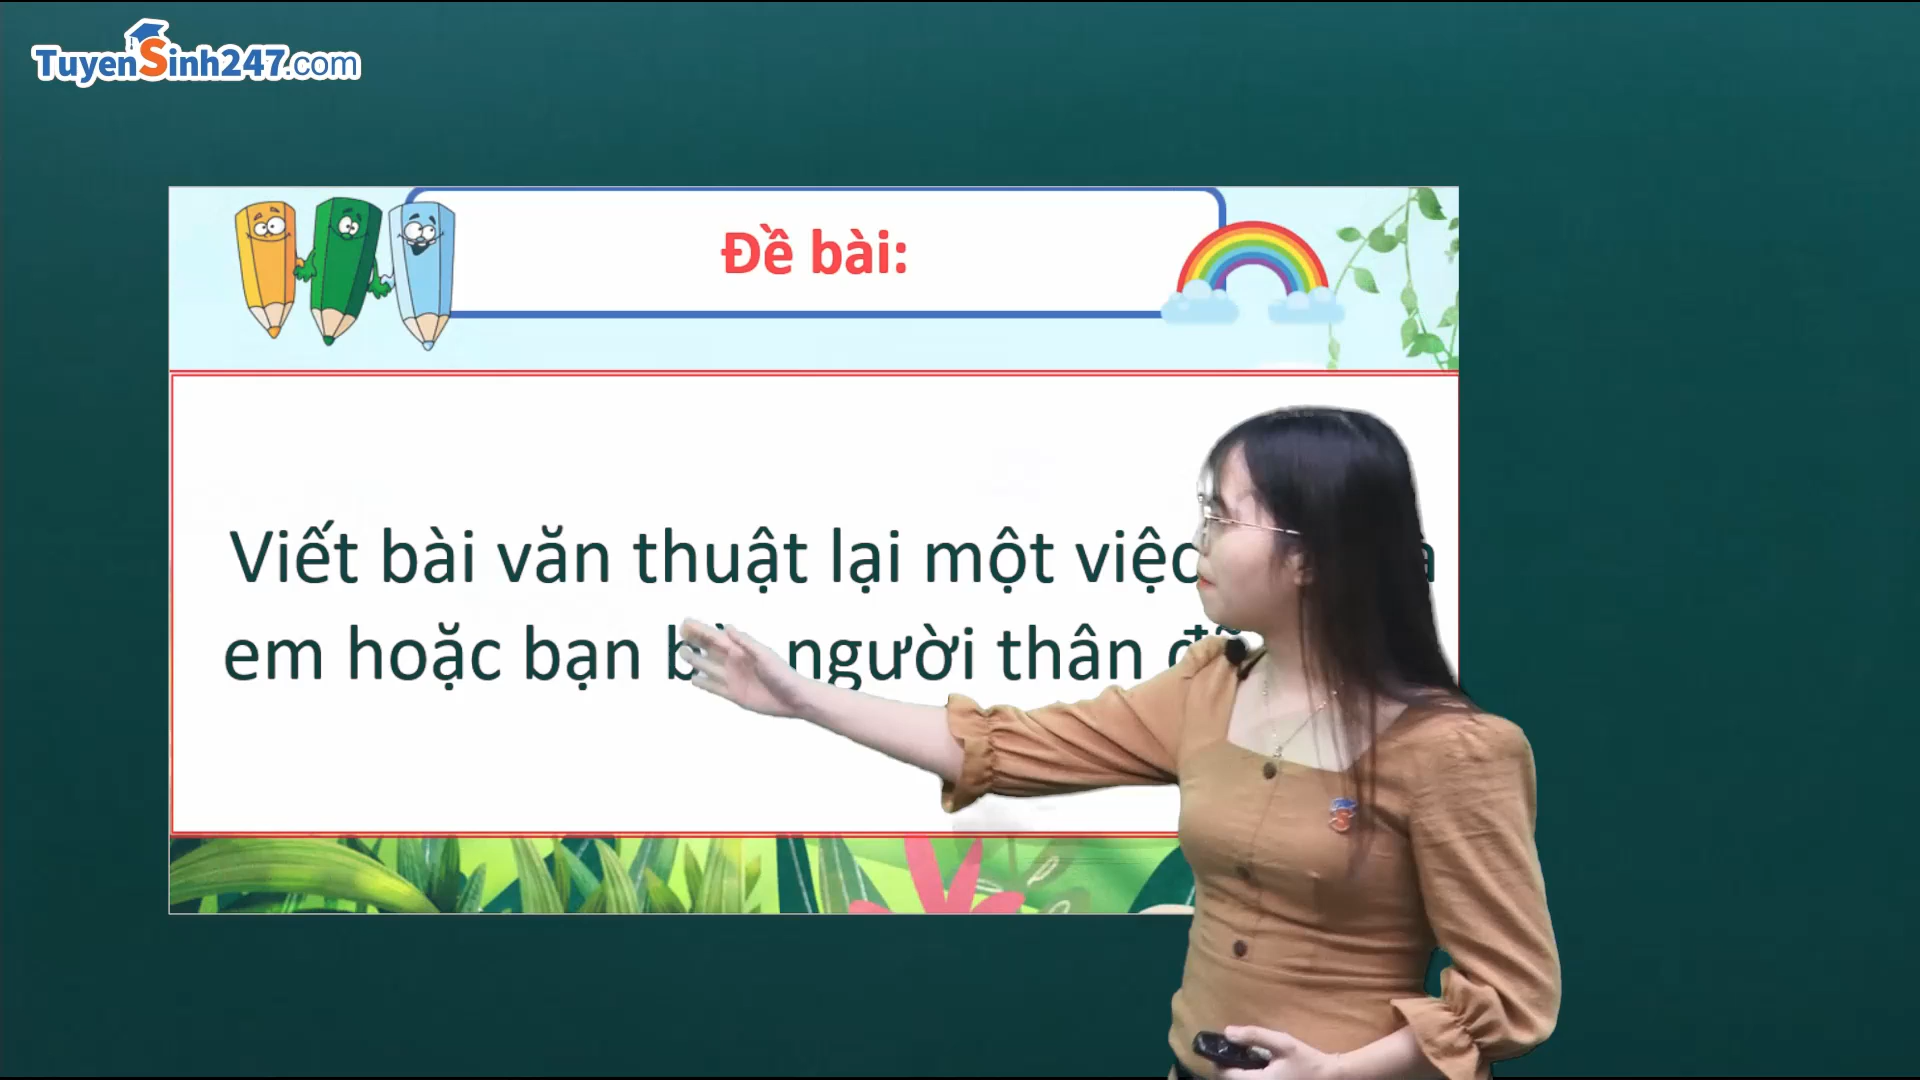 TuyenSinh247.com
Đề bài:
Viết bài văn thuật lại một việc
em hoặc bạn người thân